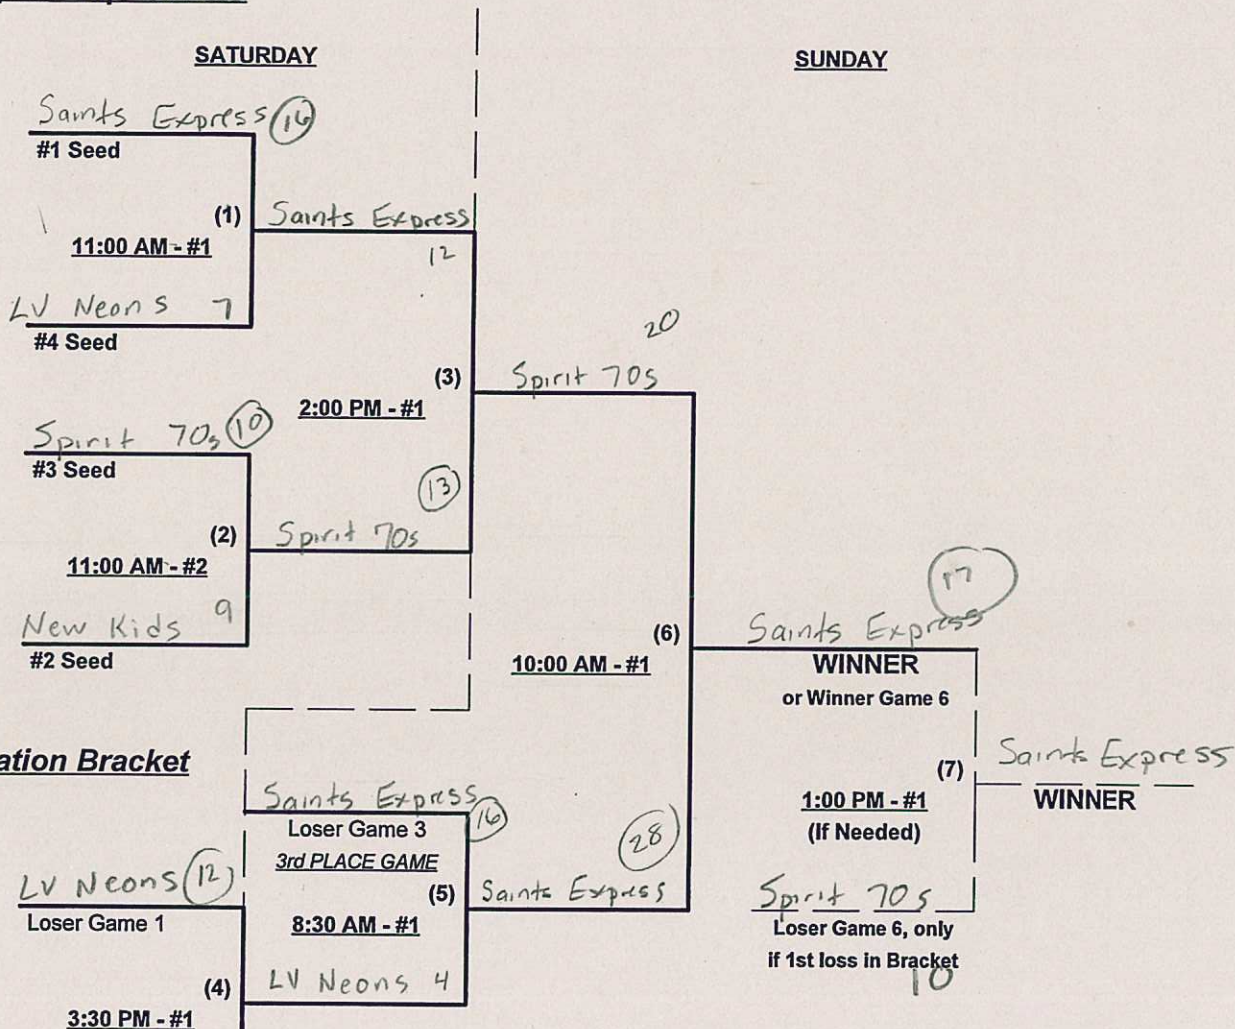 SATURDAY
SUNDAY
Saints Express 16
#1 Seed
(1)
11:00 AM - #1
Saints Express
12
LV Neons 7
#4 Seed
(3)
2:00 PM - #1
20
Spirit 70s
Spirit 70s 10
#3 Seed
13
(2)
11:00 AM - #2
Spirit 70s
New Kids 9
#2 Seed
(6)
10:00 AM - #1
17
Saints Express
WINNER
or Winner Game 6
ation Bracket
Saints Express 16
Loser Game 3
3rd PLACE GAME
(5)
8:30 AM - #1
LV Neons 4
28
Saints Express
(7)
1:00 PM - #1
(If Needed)
Saints Express
WINNER
Spirit 70s
Loser Game 6, only
if 1st loss in Bracket
10
LV Neons 12
Loser Game 1
(4)
3:30 PM - #1